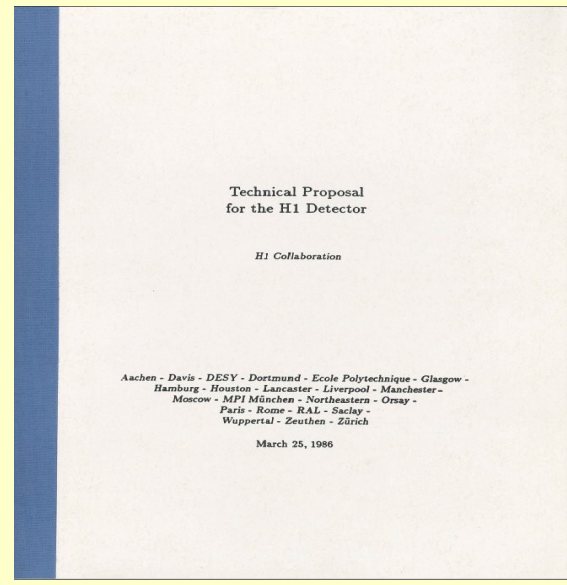 Technical Proposal
for the H1 Detector
H1 Collaboration
Aachen - Davis - DESY - Dortmund - Ecole Polytechnique - Glasgow -
Hamburg - Houston - Lancaster - Liverpool - Manchester -
Moscow - MPI München - Northeastern - Orsay -
Paris - Rome - RAL - Saclay -
Wuppertal - Zeuthen - Zürich
March 25, 1986